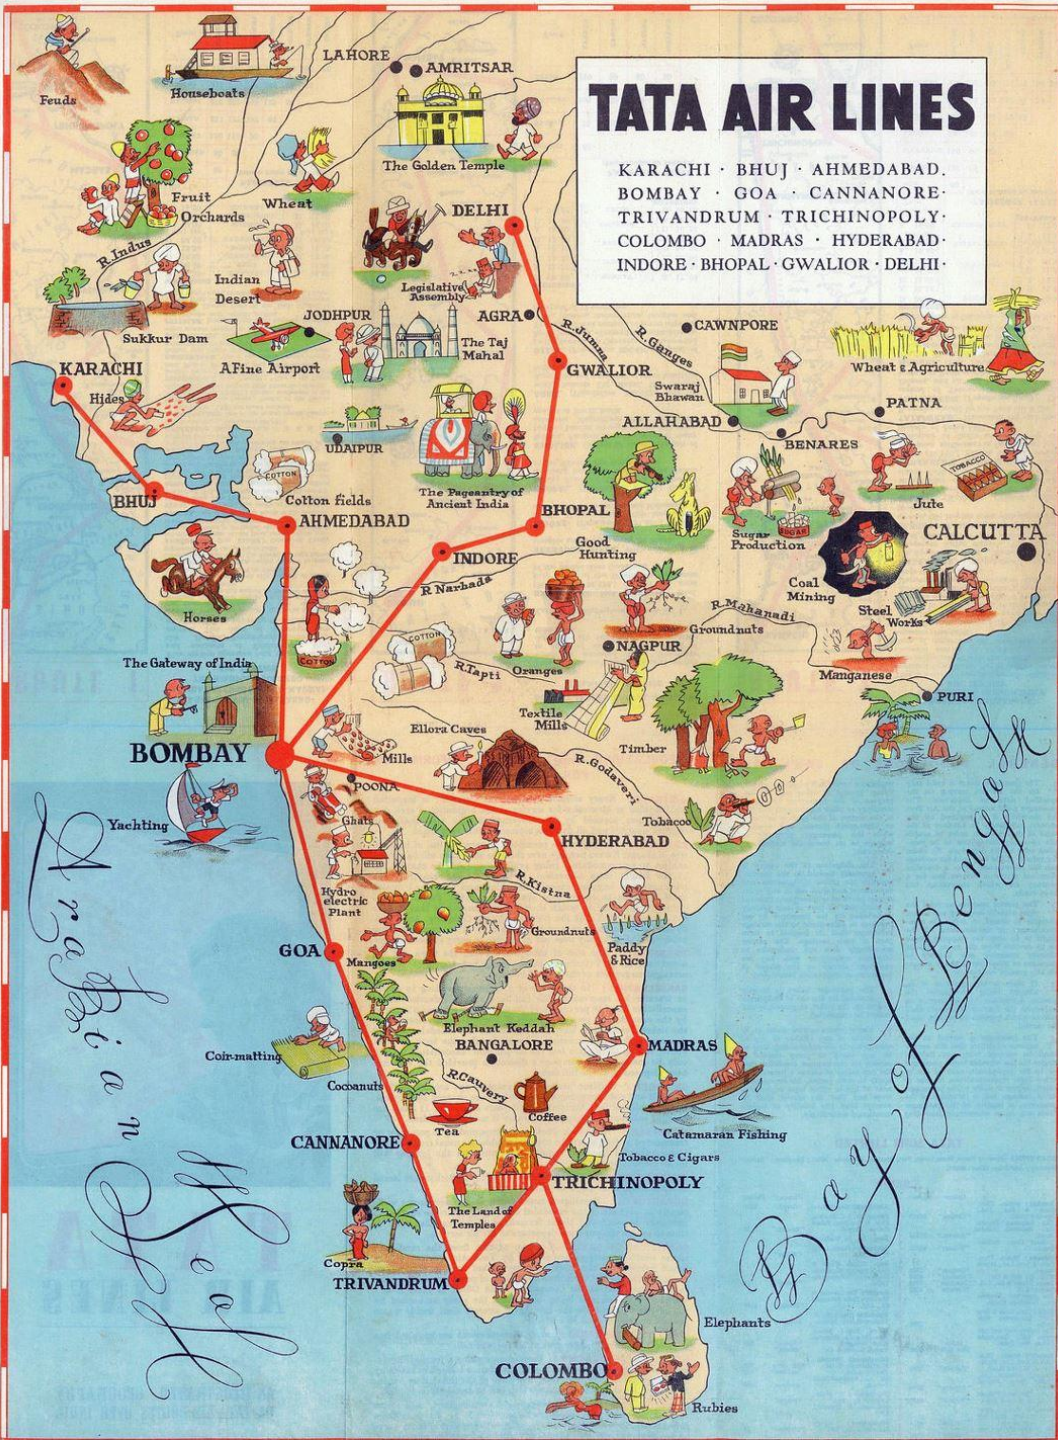 TATA AIR LINES
KARACHI · BHUJ · AHMEDABAD.
BOMBAY · GOA · CANNANORE·
TRIVANDRUM · TRICHINOPOLY·
COLOMBO · MADRAS · HYDERABAD·
INDORE · BHOPAL · GWALIOR · DELHI·
Feuds
Houseboats
LAHORE
AMRITSAR
The Golden Temple
Fruit
Orchards
Wheat
DELHI
R.Indus
Indian
Desert
Legislative
Assembly
Sukkur Dam
JODHPUR
A Fine Airport
AGRA
The Taj
Mahal
R.Jumna
R.Ganges
CAWNPORE
Wheat & Agriculture
KARACHI
Hides
GWALIOR
Swaraj
Bhawan
ALLAHABAD
PATNA
BENARES
UDAIPUR
COTTON
Cotton fields
The Pageantry of
Ancient India
BHUJ
AHMEDABAD
BHOPAL
INDORE
Good
Hunting
SUGAR
Sugar
Production
TOBACCO
Jute
CALCUTTA
Coal
Mining
Steel
Works
Horses
R Narbada
COTTON
COTTON
R.Tapti
Oranges
Groundnuts
NAGPUR
R.Mahanadi
Manganese
The Gateway of India
Textile
Mills
Timber
PURI
BOMBAY
Mills
Ellora Caves
R.Godaveri
Yachting
POONA
Ghats
Tobacco
HYDERABAD
Hydro
electric
Plant
R.Kistna
Groundnuts
Paddy
& Rice
GOA
Mangoes
Elephant Keddah
BANGALORE
MADRAS
Coir-matting
Cocoanuts
R.Cauvery
Coffee
Tea
Catamaran Fishing
CANNANORE
Tobacco & Cigars
TRICHINOPOLY
The Land of
Temples
Copra
TRIVANDRUM
Elephants
COLOMBO
Rubies
Arabian Sea
Bay of Bengal